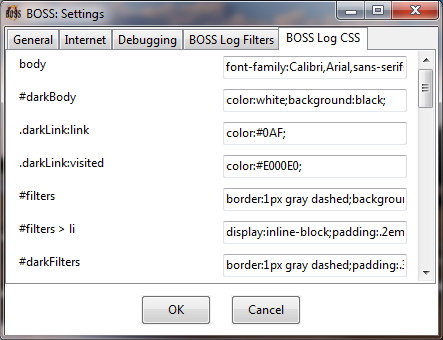 BOSS: Settings
General Internet Debugging BOSS Log Filters BOSS Log CSS
body font-family:Calibri,Arial,sans-serif
#darkBody color:white;background:black;
.darkLink:link color:#0AF;
.darkLink:visited color:#E000E0;
#filters border:1px gray dashed;backgroun
#filters > li display:inline-block;padding:.2em
#darkFilters border:1px gray dashed;padding:.3
OK Cancel